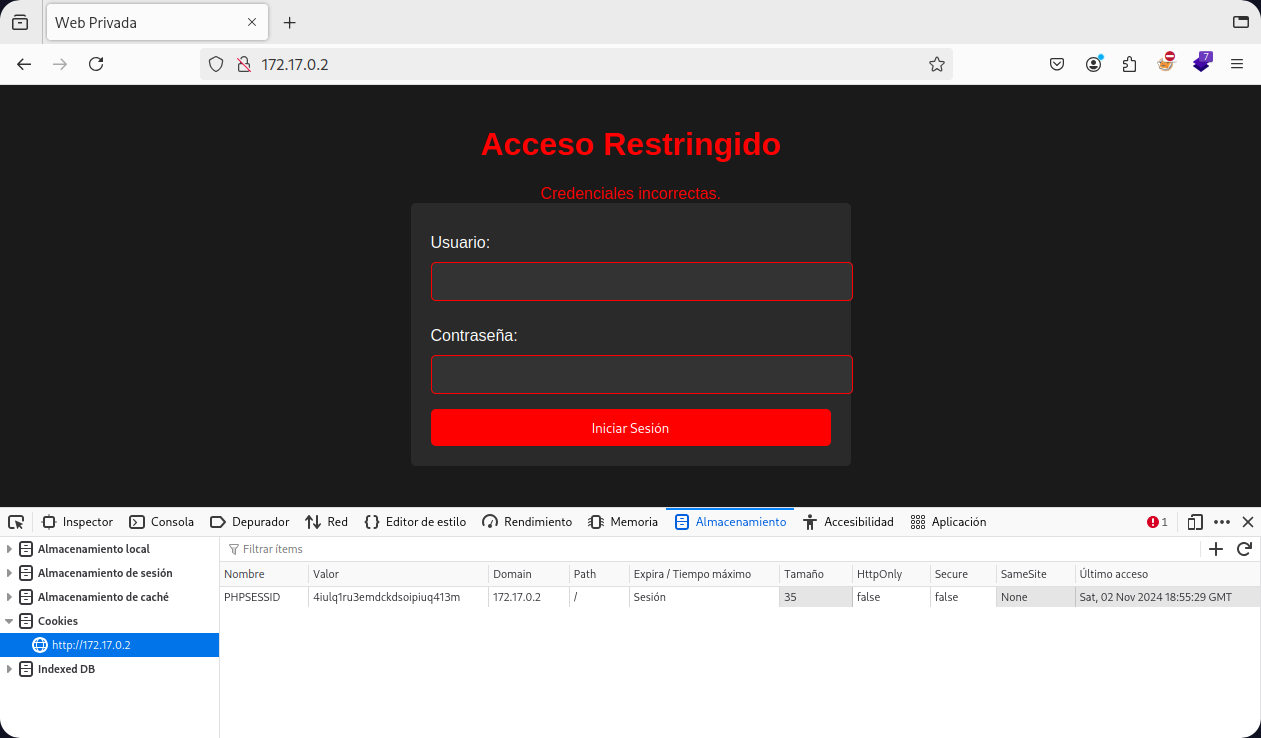 Web Privada
172.17.0.2
7
Acceso Restringido
Credenciales incorrectas.
Usuario:
Contraseña:
Iniciar Sesión
Inspector Consola Depurador Red Editor de estilo Rendimiento Memoria Almacenamiento Accesibilidad Aplicación 1
Almacenamiento local
Almacenamiento de sesión
Almacenamiento de caché
Cookies
http://172.17.0.2
Indexed DB
Filtrar ítems
Nombre Valor Domain Path Expira / Tiempo máximo Tamaño HttpOnly Secure SameSite Último acceso
PHPSESSID 4iulq1ru3emdckdsoipiuq413m 172.17.0.2 / Sesión 35 false false None Sat, 02 Nov 2024 18:55:29 GMT